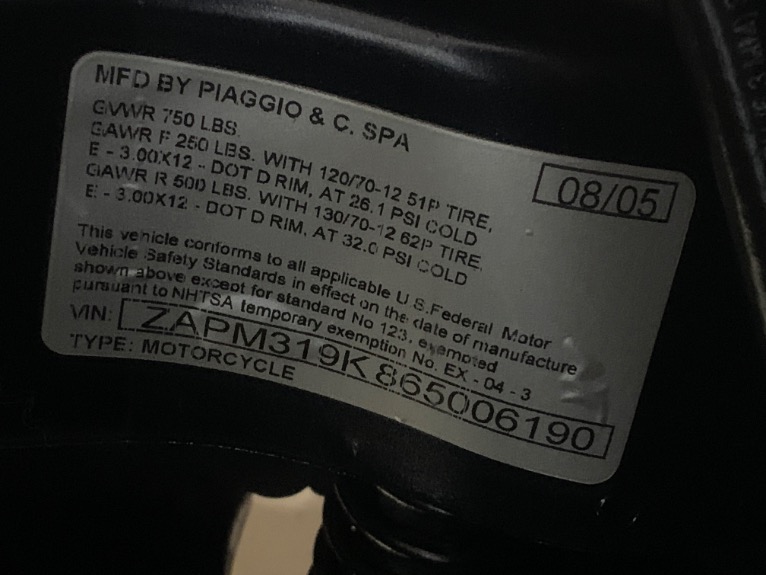 MFD BY PIAGGIO & C. SPA
GVWR 750 LBS.
GAWR F 250 LBS. WITH 120/70-12 51P TIRE,
E - 3.00X12 - DOT D RIM, AT 26.1 PSI COLD
GAWR R 500 LBS. WITH 130/70-12 62P TIRE
E - 3.00X12 - DOT D RIM, AT 32.0 PSI COLD
08/05
This vehicle conforms to all applicable U.S.Federal Motor
Vehicle Safety Standards in effect on the date of manufacture
shown above except for standard No 123, exempted
pursuant to NHTSA temporary exemption No. EX - 04 - 3
VIN: ZAPM319K865006190
TYPE: MOTORCYCLE